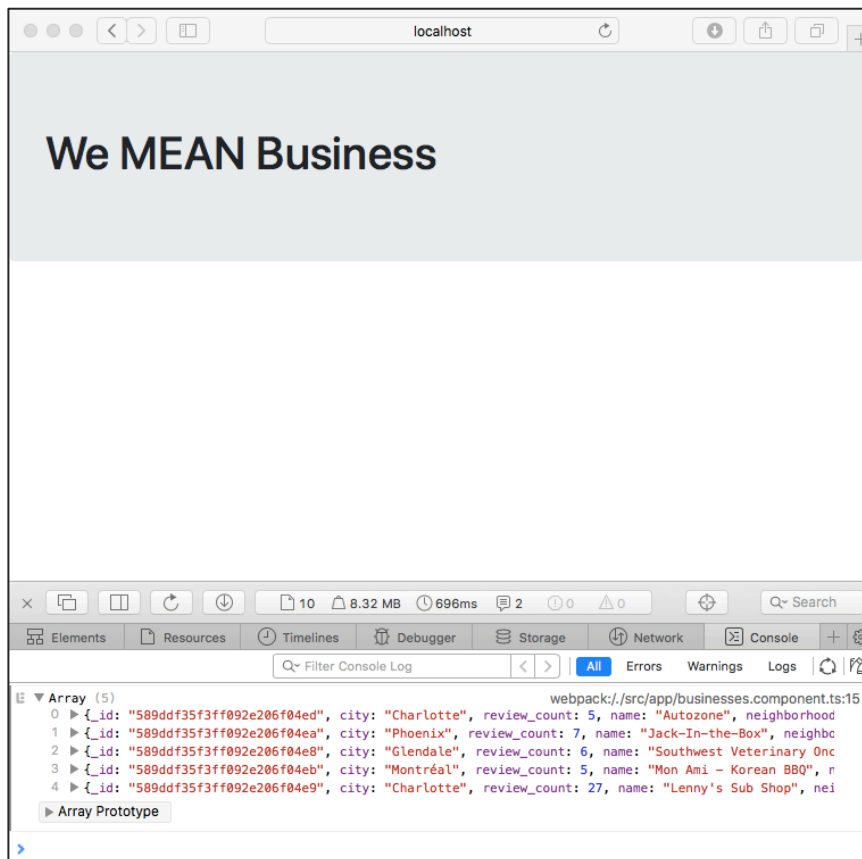 localhost
We MEAN Business
10 8.32 MB 696ms 2 0 0 Search
Elements Resources Timelines Debugger Storage Network Console
Filter Console Log All Errors Warnings Logs
E ▼ Array (5) webpack:/./src/app/businesses.component.ts:15
0 ▶ {_id: "589ddf35f3ff092e206f04ed", city: "Charlotte", review_count: 5, name: "Autozone", neighborhood
1 ▶ {_id: "589ddf35f3ff092e206f04ea", city: "Phoenix", review_count: 7, name: "Jack-In-the-Box", neighbo
2 ▶ {_id: "589ddf35f3ff092e206f04e8", city: "Glendale", review_count: 6, name: "Southwest Veterinary Onc
3 ▶ {_id: "589ddf35f3ff092e206f04eb", city: "Montréal", review_count: 5, name: "Mon Ami – Korean BBQ", n
4 ▶ {_id: "589ddf35f3ff092e206f04e9", city: "Charlotte", review_count: 27, name: "Lenny's Sub Shop", nei
▶ Array Prototype